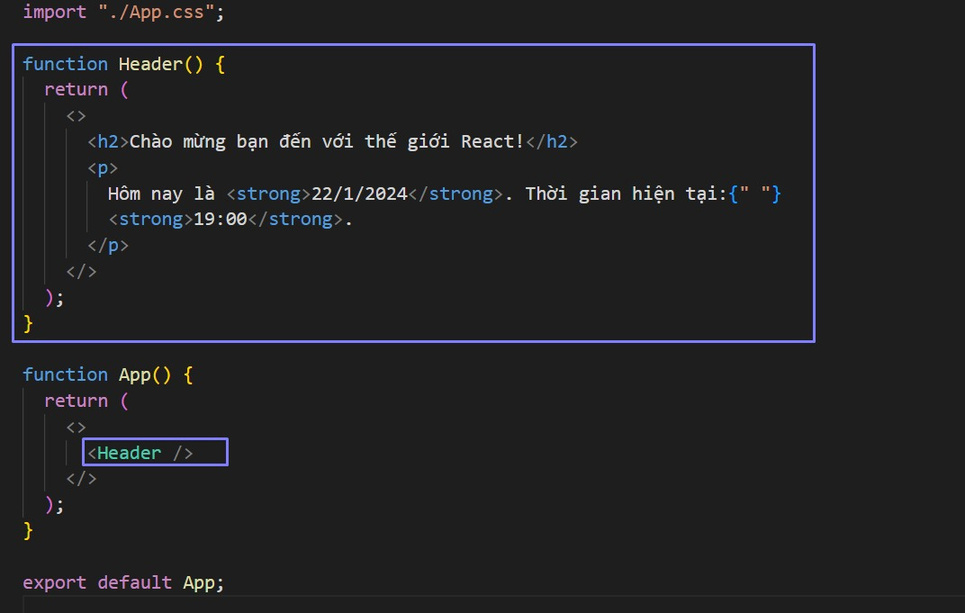 import "./App.css";
function Header() {
return (
<>
<h2>Chào mừng bạn đến với thế giới React!</h2>
<p>
Hôm nay là <strong>22/1/2024</strong>. Thời gian hiện tại:{" "}
<strong>19:00</strong>.
</p>
</>
);
}
function App() {
return (
<>
<Header />
</>
);
}
export default App;